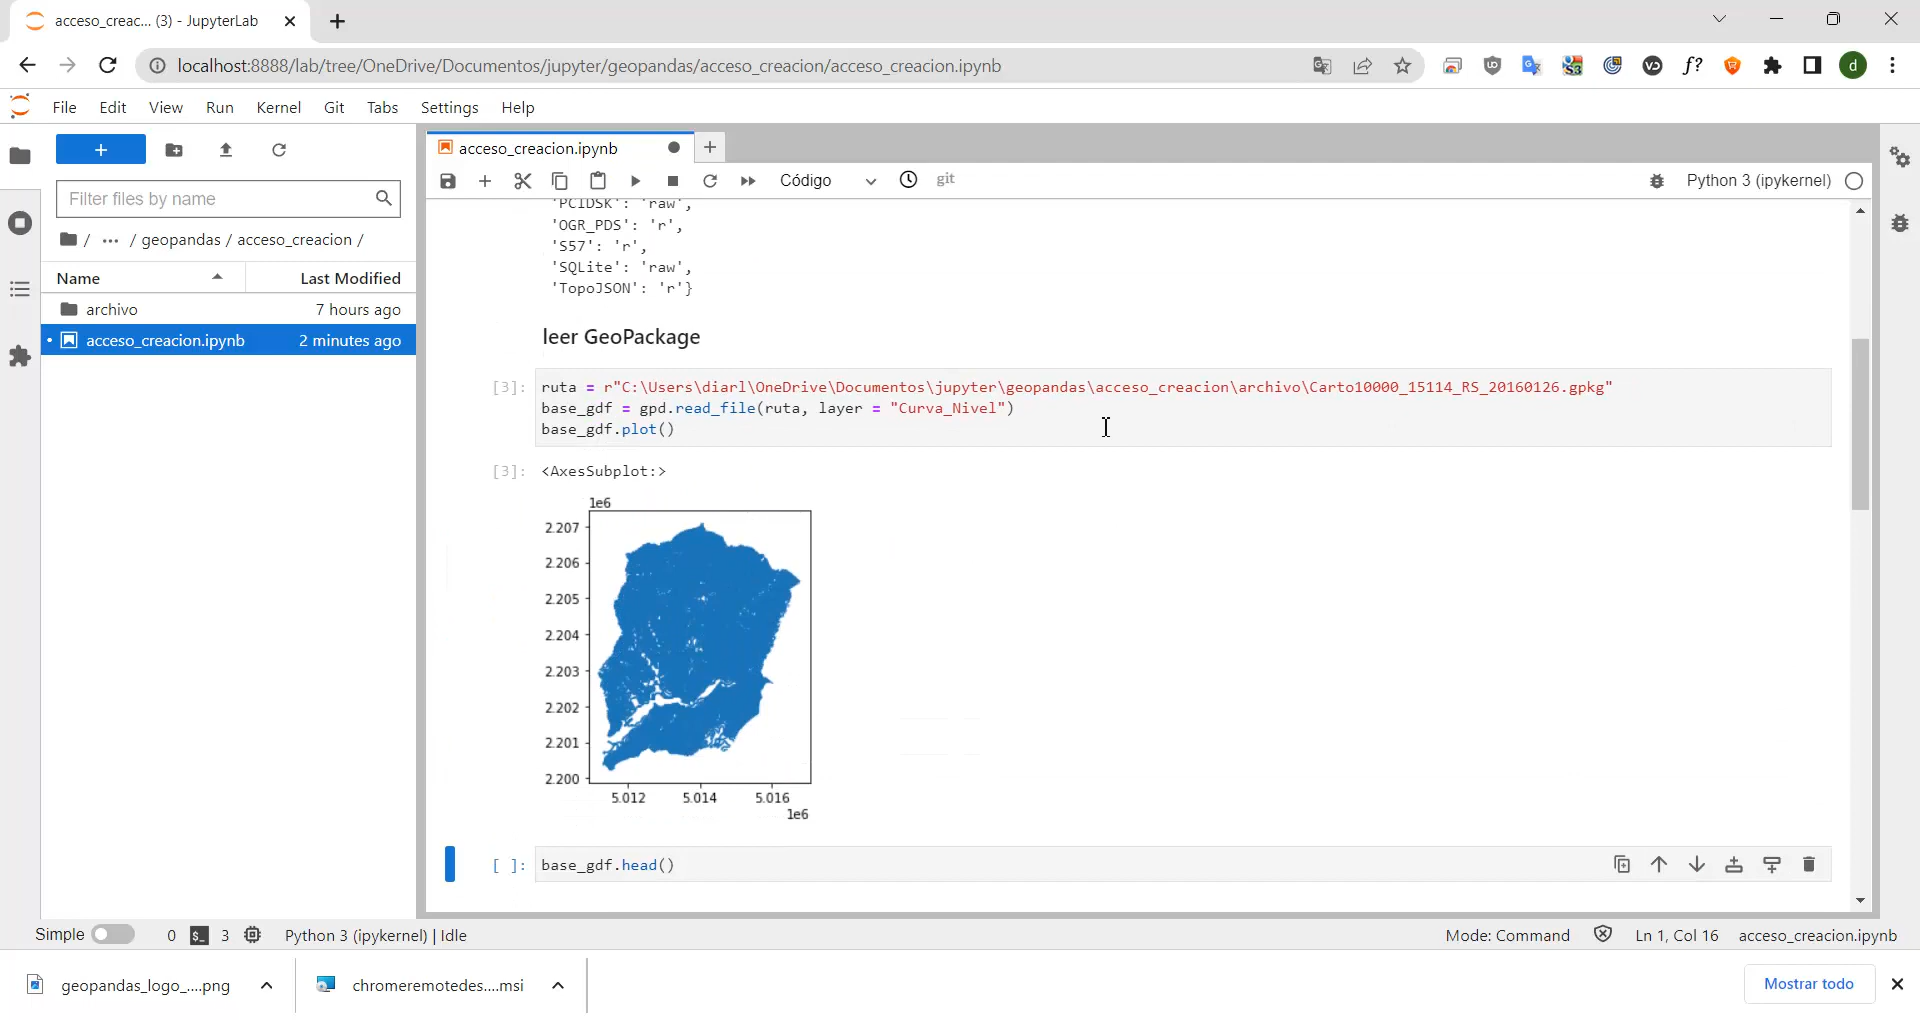 acceso_creac... (3) - JupyterLab
localhost:8888/lab/tree/OneDrive/Documentos/jupyter/geopandas/acceso_creacion/acceso_creacion.ipynb
f?
d
File Edit View Run Kernel Git Tabs Settings Help
Filter files by name
/ ... / geopandas / acceso_creacion /
Name Last Modified
archivo 7 hours ago
acceso_creacion.ipynb 2 minutes ago
acceso_creacion.ipynb
Código git Python 3 (ipykernel)
'PCIDSK': 'raw',
'OGR_PDS': 'r',
'S57': 'r',
'SQLite': 'raw',
'TopoJSON': 'r'}
leer GeoPackage
[3]: ruta = r"C:\Users\diarl\OneDrive\Documentos\jupyter\geopandas\acceso_creacion\archivo\Carto10000_15114_RS_20160126.gpkg"
base_gdf = gpd.read_file(ruta, layer = "Curva_Nivel")
base_gdf.plot()
[3]: <AxesSubplot:>
1e6
2.207
2.206
2.205
2.204
2.203
2.202
2.201
2.200
5.012 5.014 5.016
1e6
[ ]: base_gdf.head()
Simple 0 3 Python 3 (ipykernel) | Idle Mode: Command Ln 1, Col 16 acceso_creacion.ipynb
geopandas_logo_....png chromeremotedes....msi Mostrar todo